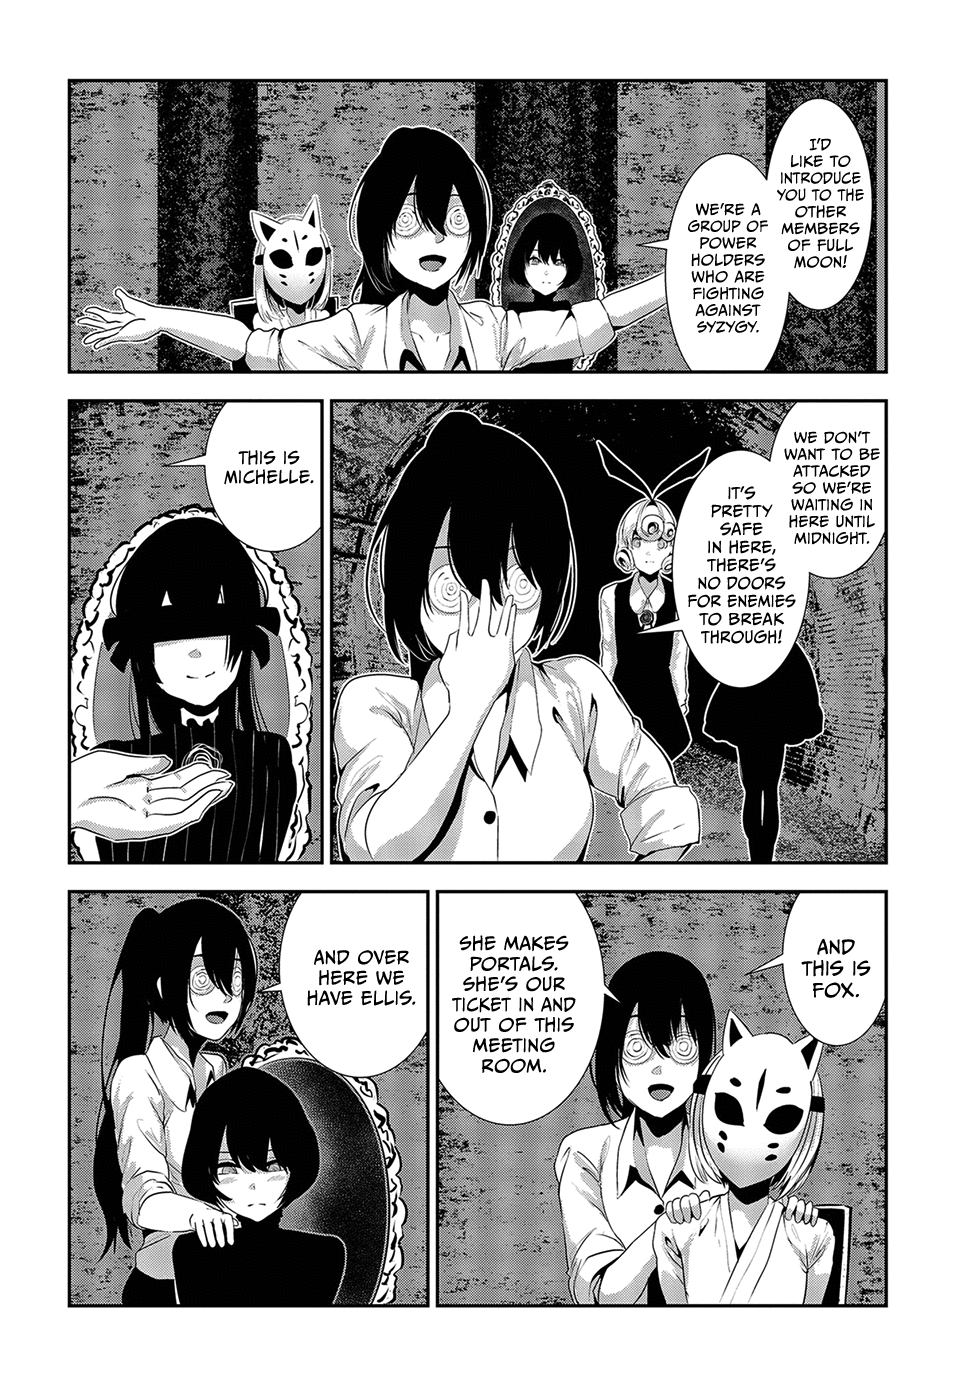 I'D
LIKE TO
INTRODUCE
YOU TO THE
OTHER
MEMBERS
OF FULL
MOON!
WE'RE A
GROUP OF
POWER
HOLDERS
WHO ARE
FIGHTING
AGAINST
SYZYGY.
WE DON'T
WANT TO BE
ATTACKED
SO WE'RE
WAITING IN
HERE UNTIL
MIDNIGHT.
IT'S
PRETTY
SAFE
IN HERE,
THERE'S
NO DOORS
FOR ENEMIES
TO BREAK
THROUGH!
THIS IS
MICHELLE.
AND
THIS IS
FOX.
SHE MAKES
PORTALS.
SHE'S OUR
TICKET IN AND
OUT OF THIS
MEETING
ROOM.
AND OVER
HERE WE
HAVE ELLIS.